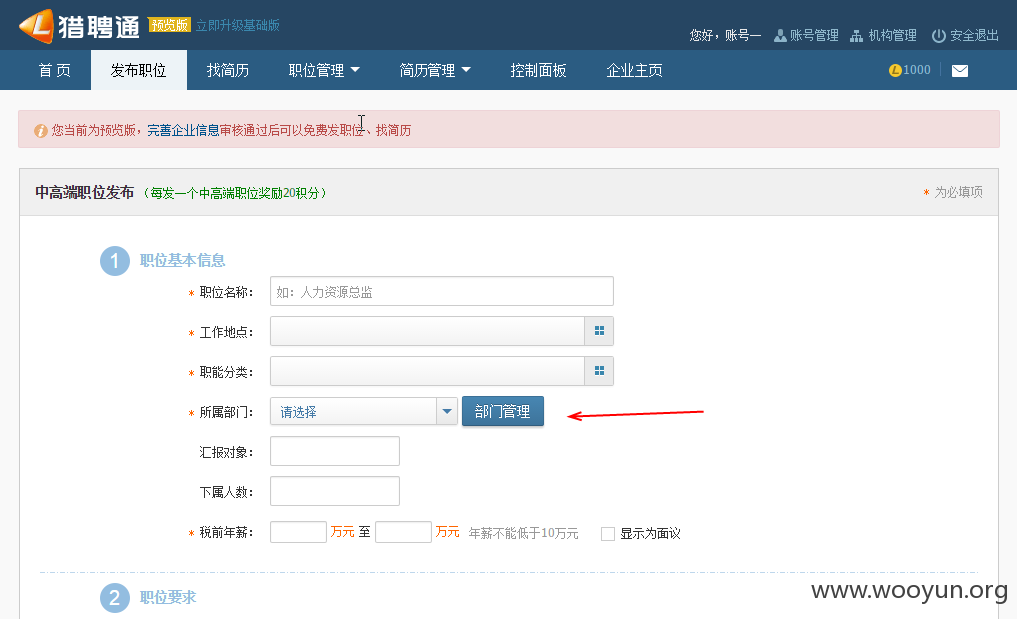 猎聘通 预览版 立即升级基础版
您好，账号一 账号管理 机构管理 安全退出
首 页 发布职位 找简历 职位管理 简历管理 控制面板 企业主页 1000
您当前为预览版，完善企业信息审核通过后可以免费发职位、找简历
中高端职位发布 （每发一个中高端职位奖励20积分） * 为必填项
1 职位基本信息
* 职位名称： 如：人力资源总监
* 工作地点：
* 职能分类：
* 所属部门： 请选择 部门管理
汇报对象：
下属人数：
* 税前年薪： 万元 至 万元 年薪不能低于10万元 显示为面议
2 职位要求
www.wooyun.org